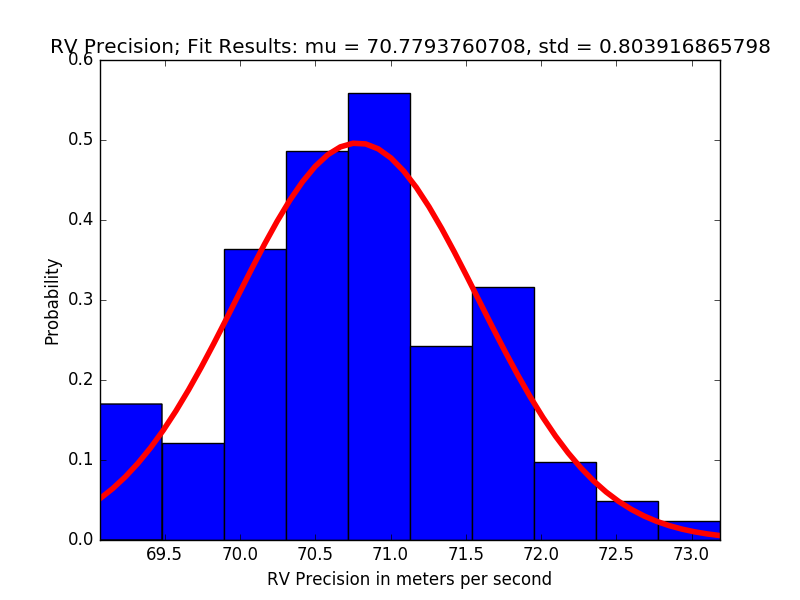 RV Precision; Fit Results: mu = 70.7793760708, std = 0.803916865798
0.6
0.5
0.4
0.3
0.2
0.1
0.0
Probability
69.5 70.0 70.5 71.0 71.5 72.0 72.5 73.0
RV Precision in meters per second